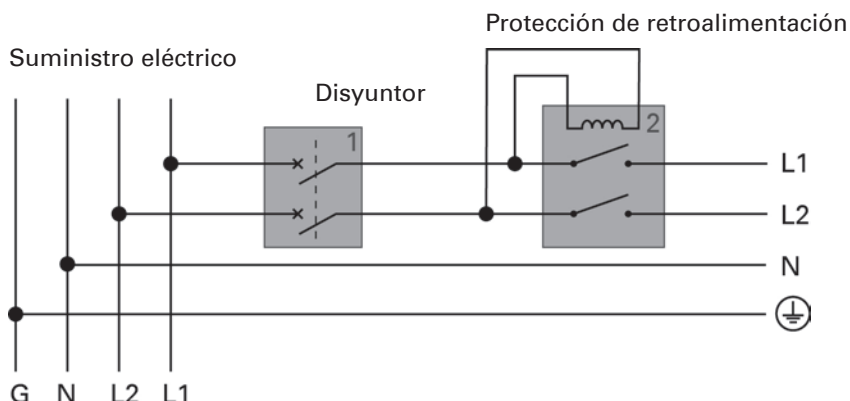 Protección de retroalimentación
Suministro eléctrico
Disyuntor
1
2
L1
L2
N
G N L2 L1